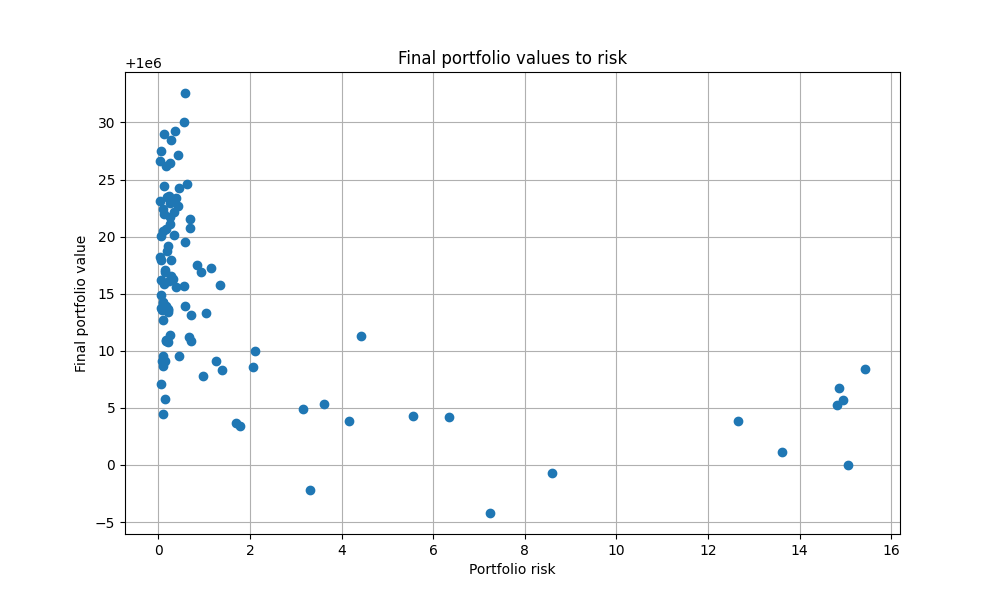 Final portfolio values to risk
+1e6
30
25
20
15
10
5
0
−5
Final portfolio value
0 2 4 6 8 10 12 14 16
Portfolio risk